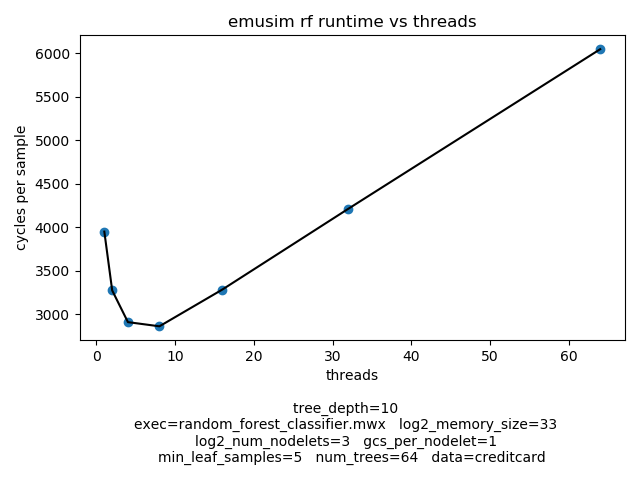 emusim rf runtime vs threads
6000
5500
5000
4500
4000
3500
3000
cycles per sample
0 10 20 30 40 50 60
threads
tree_depth=10
exec=random_forest_classifier.mwx log2_memory_size=33
log2_num_nodelets=3 gcs_per_nodelet=1
min_leaf_samples=5 num_trees=64 data=creditcard